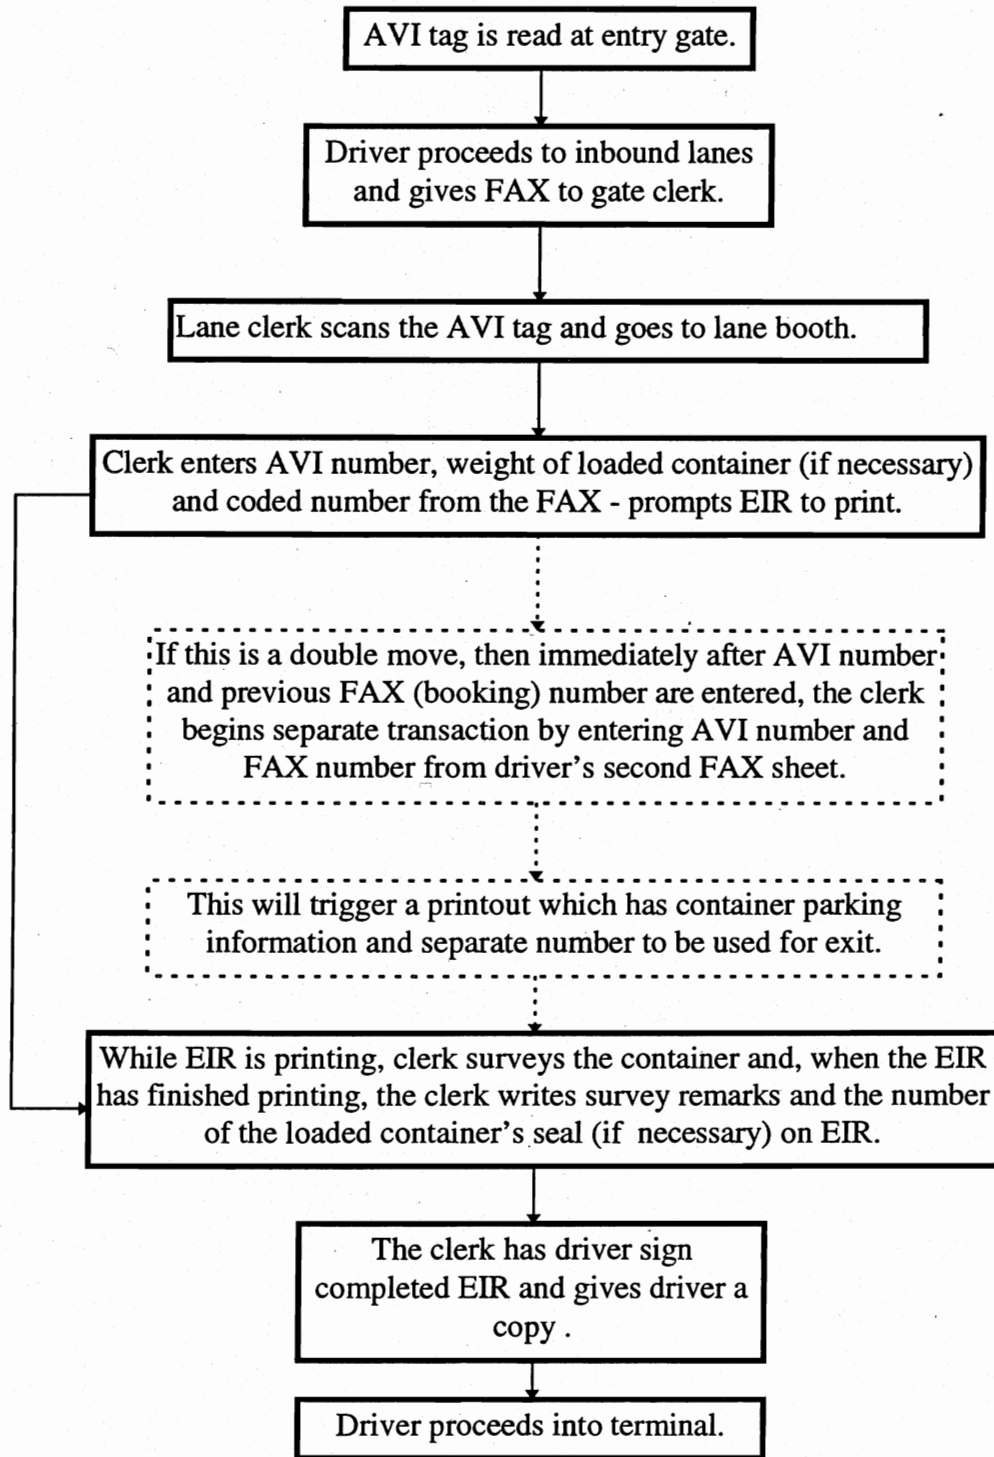 AVI tag is read at entry gate.
Driver proceeds to inbound lanes
and gives FAX to gate clerk.
Lane clerk scans the AVI tag and goes to lane booth.
Clerk enters AVI number, weight of loaded container (if necessary)
and coded number from the FAX - prompts EIR to print.
If this is a double move, then immediately after AVI number
and previous FAX (booking) number are entered, the clerk
begins separate transaction by entering AVI number and
FAX number from driver's second FAX sheet.
This will trigger a printout which has container parking
information and separate number to be used for exit.
While EIR is printing, clerk surveys the container and, when the EIR
has finished printing, the clerk writes survey remarks and the number
of the loaded container's seal (if necessary) on EIR.
The clerk has driver sign
completed EIR and gives driver a
copy .
Driver proceeds into terminal.